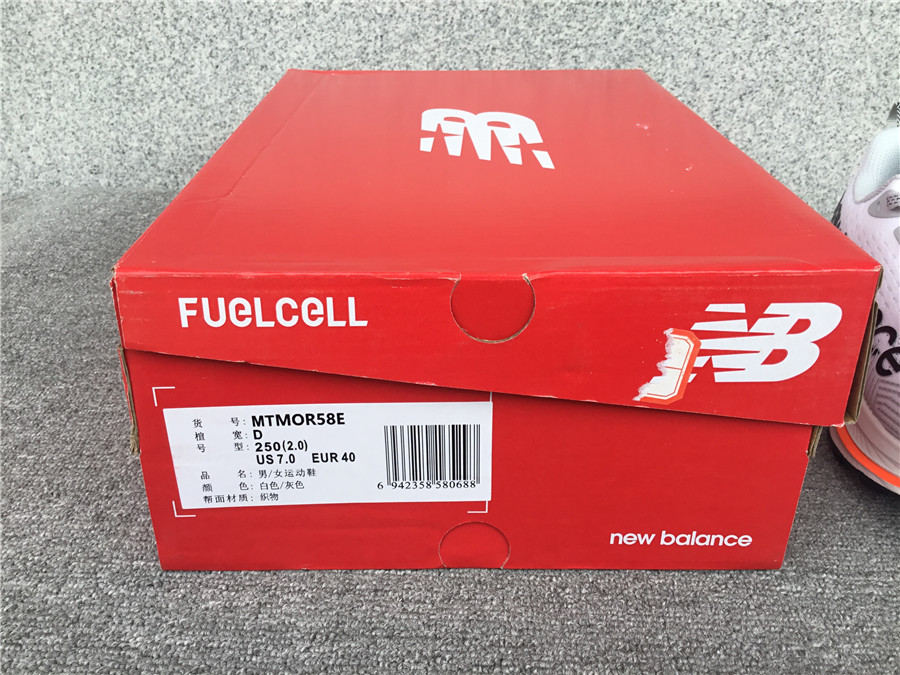 FUELCELL
NB
货 号: MTMOR58E
楦 宽: D
号 型: 250(2.0)
US 7.0 EUR 40
品 名: 男/女运动鞋
颜 色: 白色/灰色
帮面材质: 织物
6 942358 580688
new balance